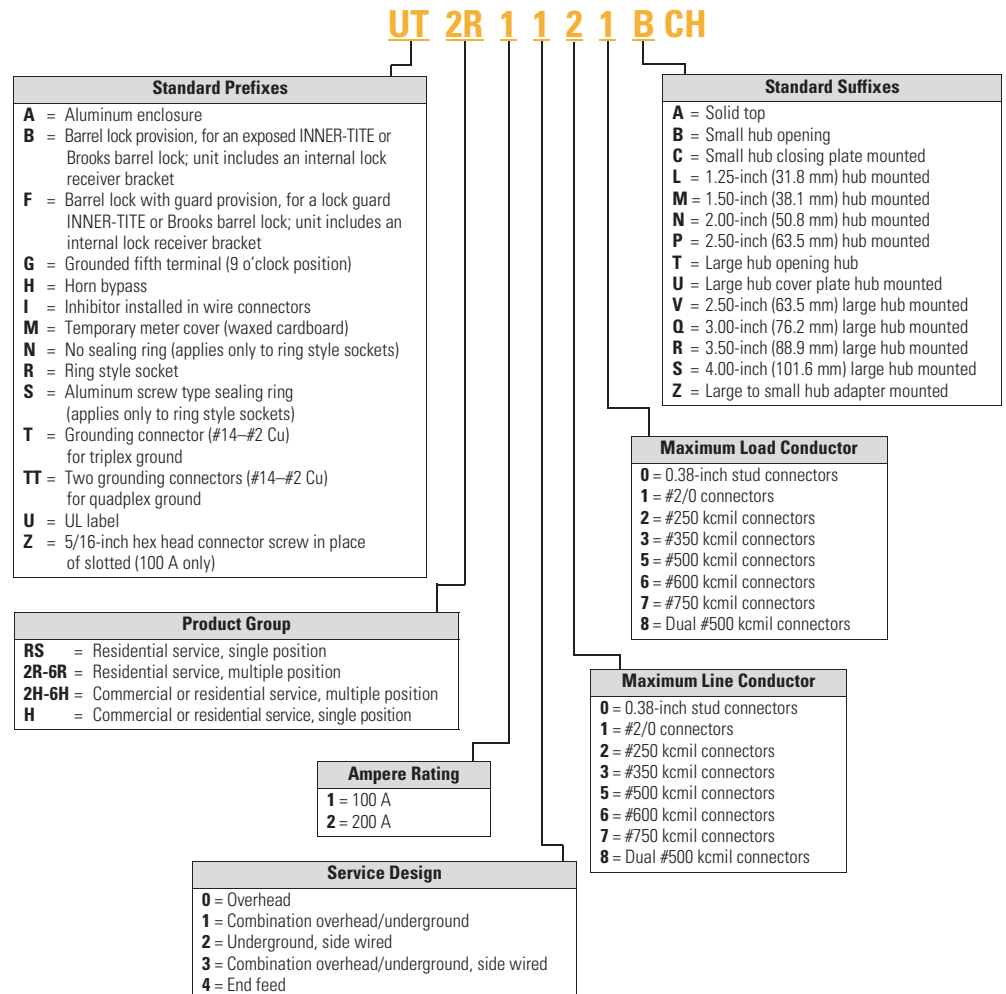 UT 2R 1 1 2 1 B CH
Standard Prefixes
A = Aluminum enclosure
B = Barrel lock provision, for an exposed INNER-TITE or
Brooks barrel lock; unit includes an internal lock
receiver bracket
F = Barrel lock with guard provision, for a lock guard
INNER-TITE or Brooks barrel lock; unit includes an
internal lock receiver bracket
G = Grounded fifth terminal (9 o'clock position)
H = Horn bypass
I = Inhibitor installed in wire connectors
M = Temporary meter cover (waxed cardboard)
N = No sealing ring (applies only to ring style sockets)
R = Ring style socket
S = Aluminum screw type sealing ring
(applies only to ring style sockets)
T = Grounding connector (#14–#2 Cu)
for triplex ground
TT = Two grounding connectors (#14–#2 Cu)
for quadplex ground
U = UL label
Z = 5/16-inch hex head connector screw in place
of slotted (100 A only)
Standard Suffixes
A = Solid top
B = Small hub opening
C = Small hub closing plate mounted
L = 1.25-inch (31.8 mm) hub mounted
M = 1.50-inch (38.1 mm) hub mounted
N = 2.00-inch (50.8 mm) hub mounted
P = 2.50-inch (63.5 mm) hub mounted
T = Large hub opening hub
U = Large hub cover plate hub mounted
V = 2.50-inch (63.5 mm) large hub mounted
Q = 3.00-inch (76.2 mm) large hub mounted
R = 3.50-inch (88.9 mm) large hub mounted
S = 4.00-inch (101.6 mm) large hub mounted
Z = Large to small hub adapter mounted
Maximum Load Conductor
0 = 0.38-inch stud connectors
1 = #2/0 connectors
2 = #250 kcmil connectors
3 = #350 kcmil connectors
5 = #500 kcmil connectors
6 = #600 kcmil connectors
7 = #750 kcmil connectors
8 = Dual #500 kcmil connectors
Product Group
RS = Residential service, single position
2R-6R = Residential service, multiple position
2H-6H = Commercial or residential service, multiple position
H = Commercial or residential service, single position
Maximum Line Conductor
0 = 0.38-inch stud connectors
1 = #2/0 connectors
2 = #250 kcmil connectors
3 = #350 kcmil connectors
5 = #500 kcmil connectors
6 = #600 kcmil connectors
7 = #750 kcmil connectors
8 = Dual #500 kcmil connectors
Ampere Rating
1 = 100 A
2 = 200 A
Service Design
0 = Overhead
1 = Combination overhead/underground
2 = Underground, side wired
3 = Combination overhead/underground, side wired
4 = End feed